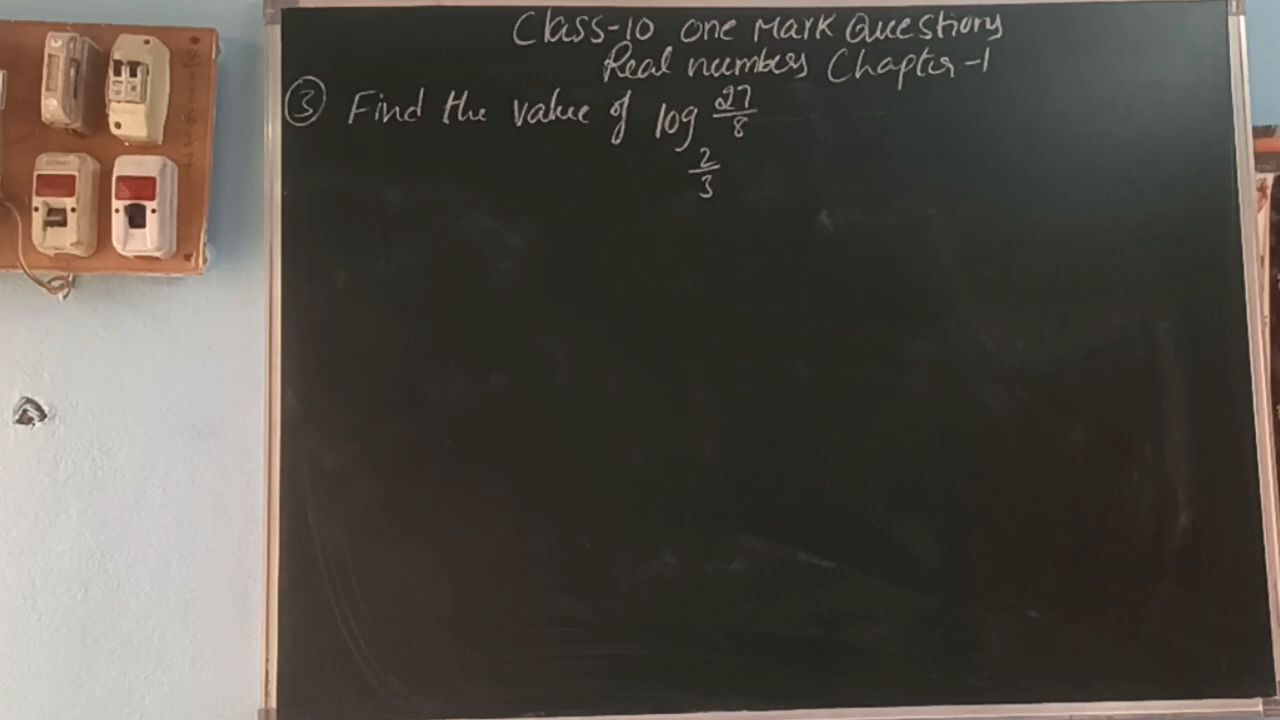 Class-10 one Mark Questions
Real numbers Chapter-1
③ Find the value of log 27/8
2/3